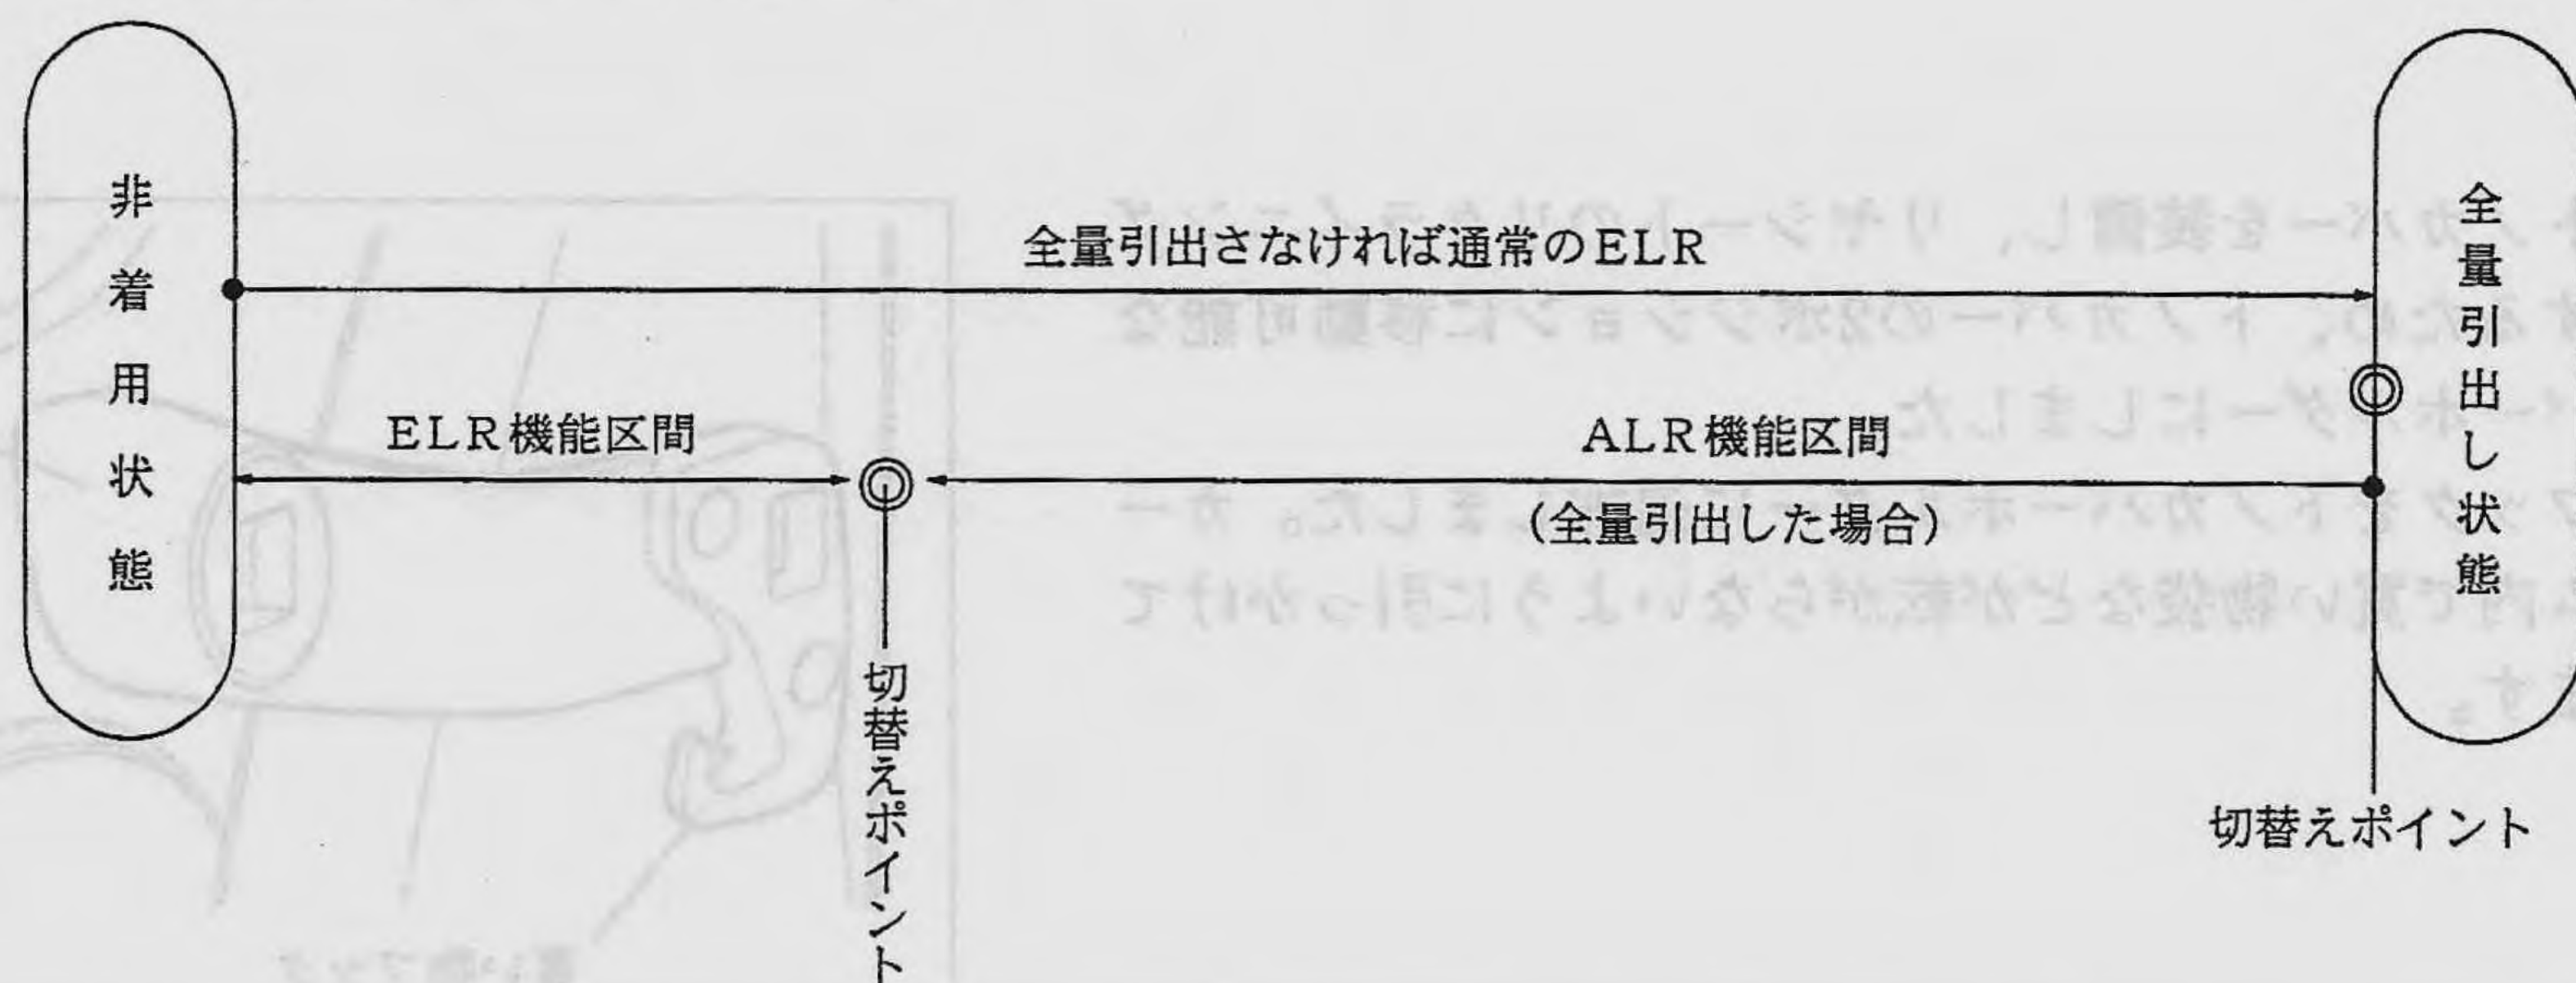 非着用状態
全量引出さなければ通常のELR
全量引出し状態
ELR機能区間
ALR機能区間
(全量引出した場合)
切替えポイント
切替えポイント